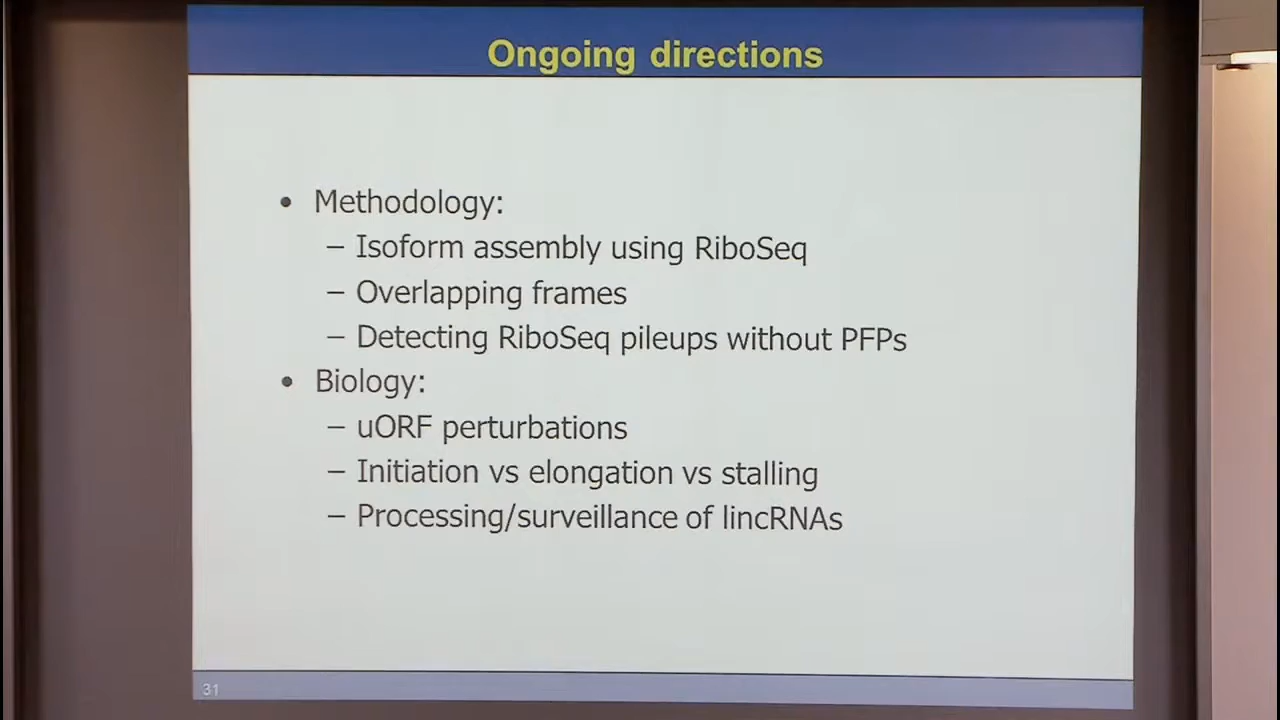 Ongoing directions
• Methodology:
– Isoform assembly using RiboSeq
– Overlapping frames
– Detecting RiboSeq pileups without PFPs
• Biology:
– uORF perturbations
– Initiation vs elongation vs stalling
– Processing/surveillance of lincRNAs
31